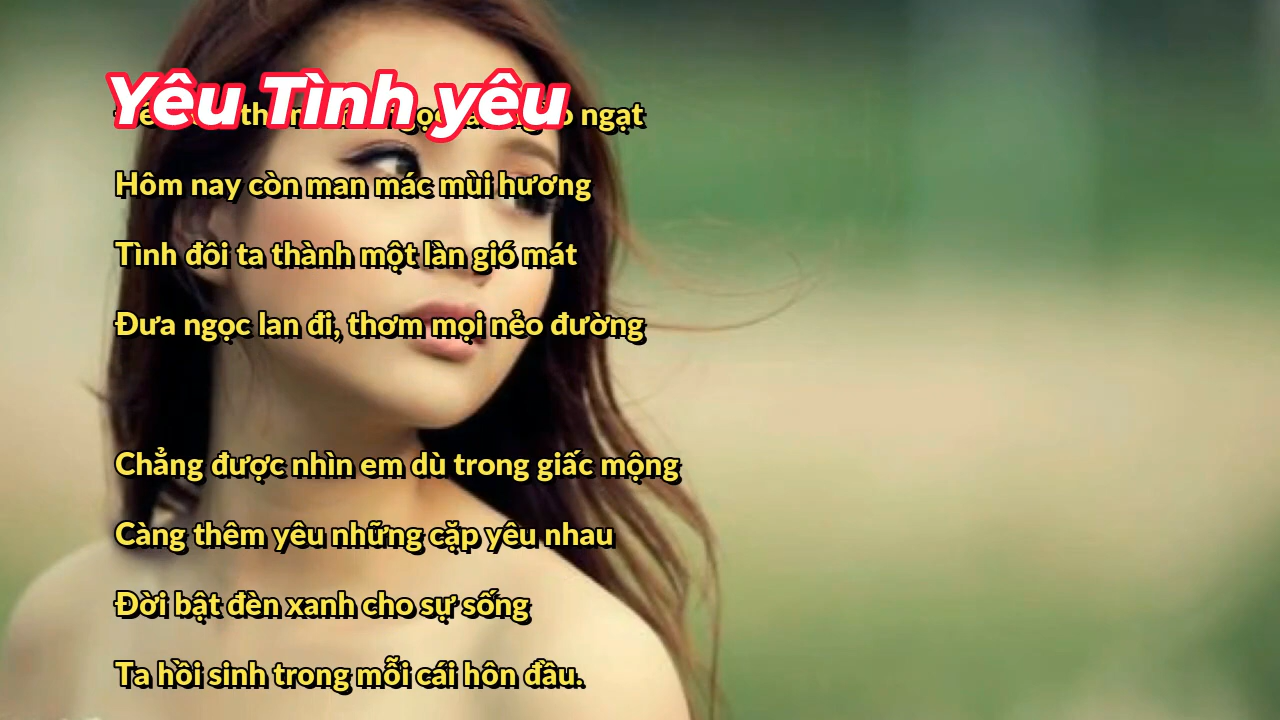 Yêu Tình yêu
ngạt
Hôm nay còn man mác mùi hương
Tình đôi ta thành một làn gió mát
Đưa ngọc lan đi, thơm mọi nẻo đường
Chẳng được nhìn em dù trong giấc mộng
Càng thêm yêu những cặp yêu nhau
Đời bật đèn xanh cho sự sống
Ta hồi sinh trong mỗi cái hôn đầu.